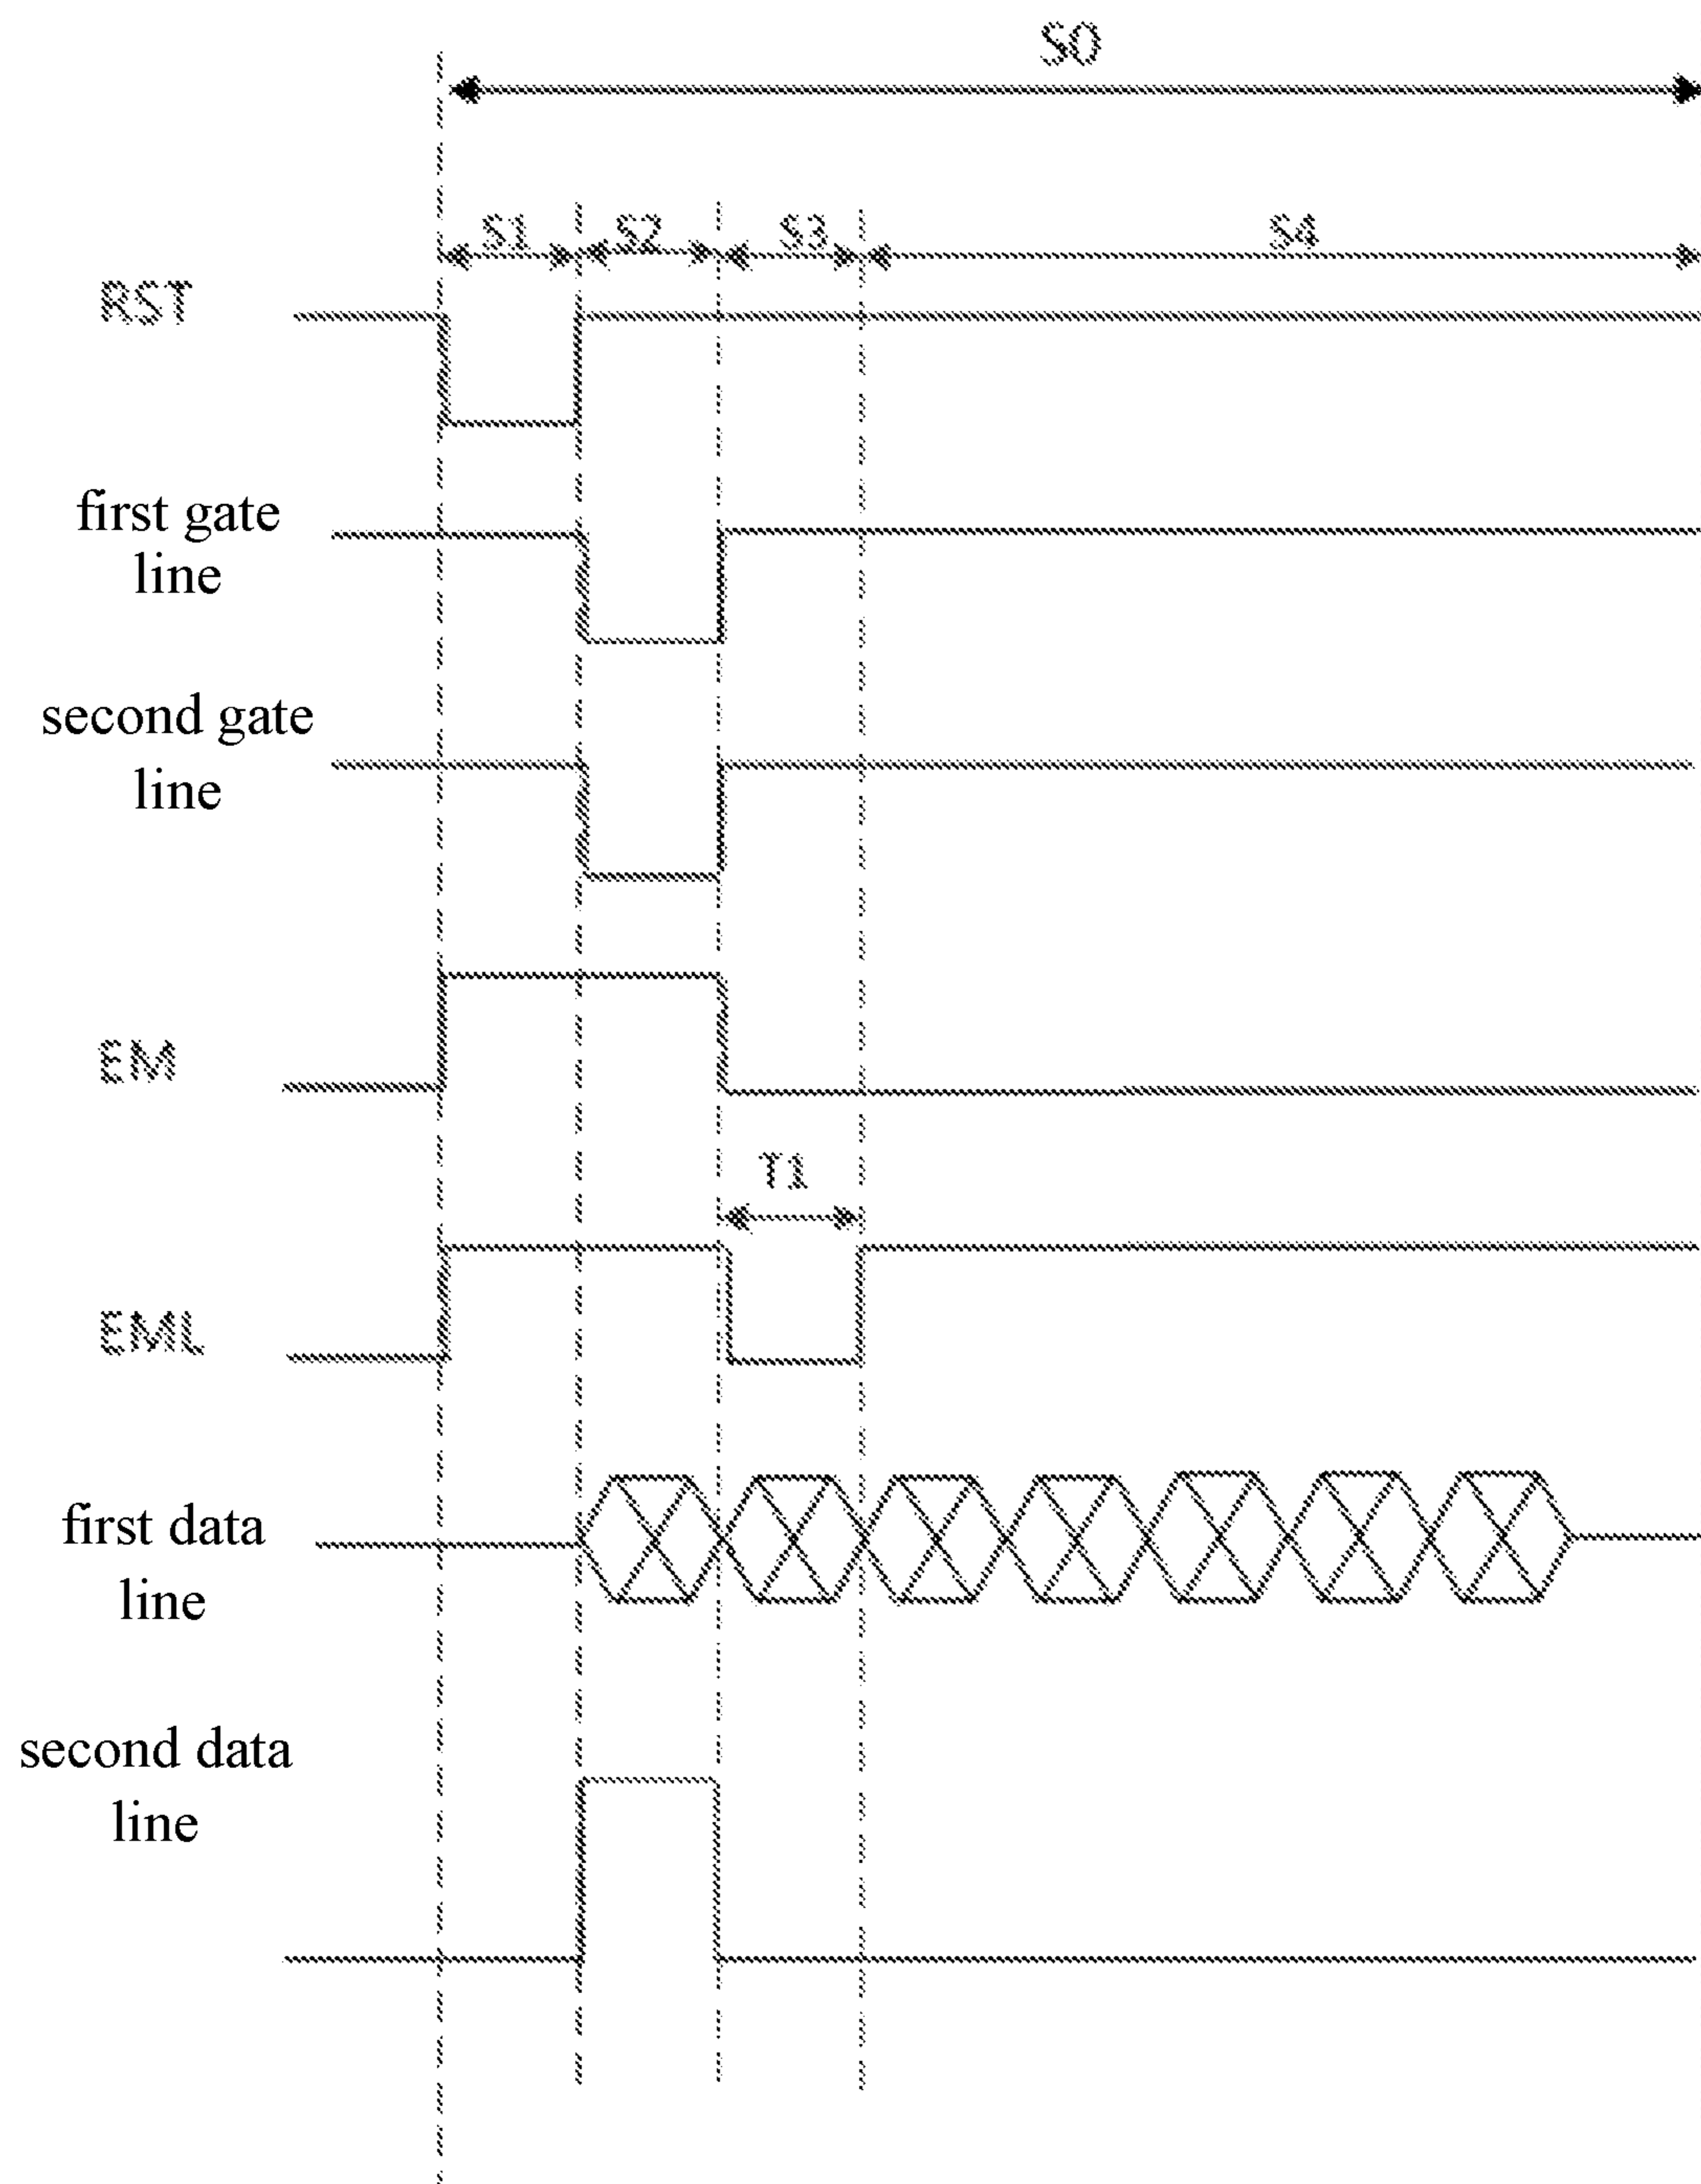 S0
S1 S2 S3 S4
RST
first gate
line
second gate
line
EM
T1
EML
first data
line
second data
line